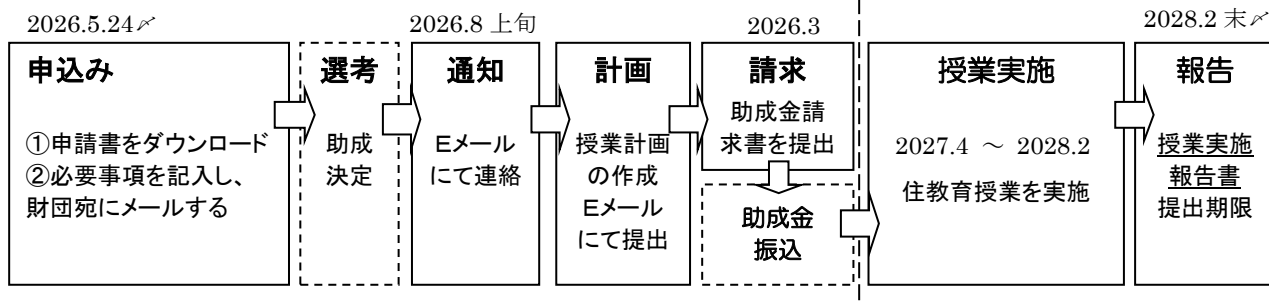 2026.5.24〆
申込み
①申請書をダウンロード
②必要事項を記入し、
財団宛にメールする
選考
助成
決定
2026.8 上旬
通知
Eメール
にて連絡
計画
授業計画
の作成
Eメール
にて提出
2026.3
請求
助成金請
求書を提出
助成金
振込
授業実施
2027.4 ～ 2028.2
住教育授業を実施
2028.2 末〆
報告
授業実施
報告書
提出期限